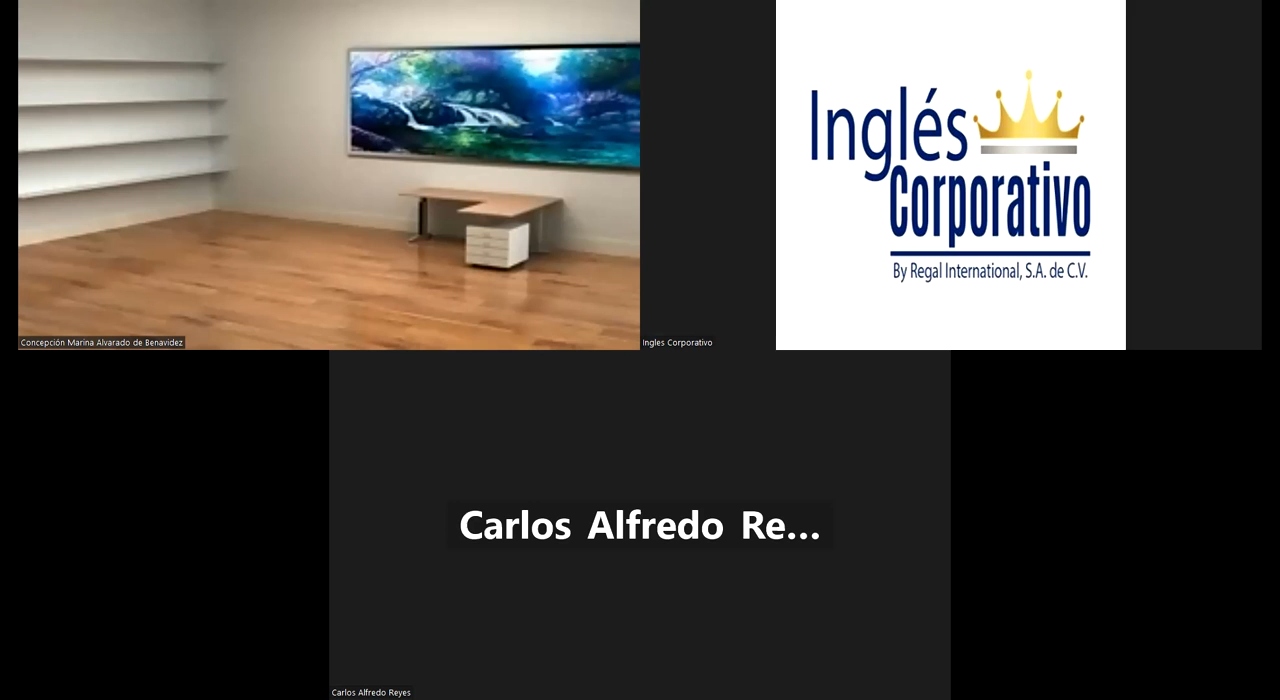 Inglés
Corporativo
By Regal International, S.A. de C.V.
Concepción Marina Alvarado de Benavidez
Ingles Corporativo
Carlos Alfredo Re...
Carlos Alfredo Reyes